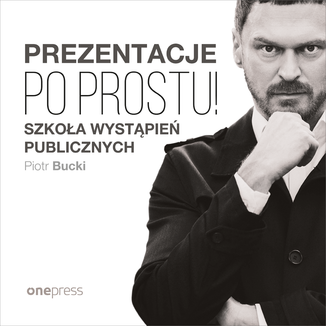 PREZENTACJE
PO PROSTU!
SZKOŁA WYSTĄPIEŃ
PUBLICZNYCH
Piotr Bucki
onepress